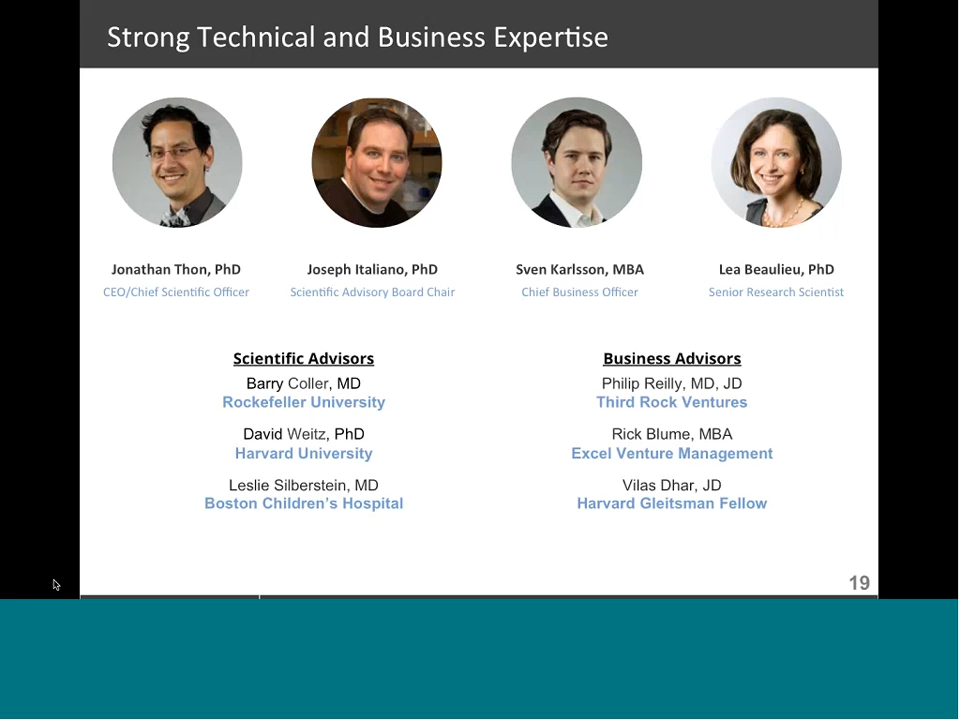 Strong Technical and Business Expertise
Jonathan Thon, PhD
CEO/Chief Scientific Officer
Joseph Italiano, PhD
Scientific Advisory Board Chair
Sven Karlsson, MBA
Chief Business Officer
Lea Beaulieu, PhD
Senior Research Scientist
Scientific Advisors
Barry Coller, MD
Rockefeller University
David Weitz, PhD
Harvard University
Leslie Silberstein, MD
Boston Children's Hospital
Business Advisors
Philip Reilly, MD, JD
Third Rock Ventures
Rick Blume, MBA
Excel Venture Management
Vilas Dhar, JD
Harvard Gleitsman Fellow
19